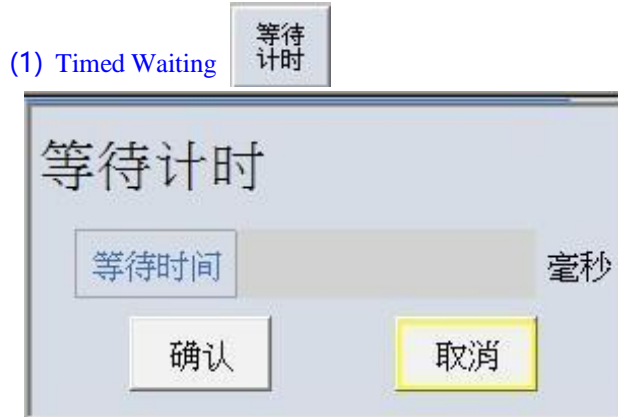 (1) Timed Waiting
等待
计时
等待计时
等待时间 毫秒
确认 取消